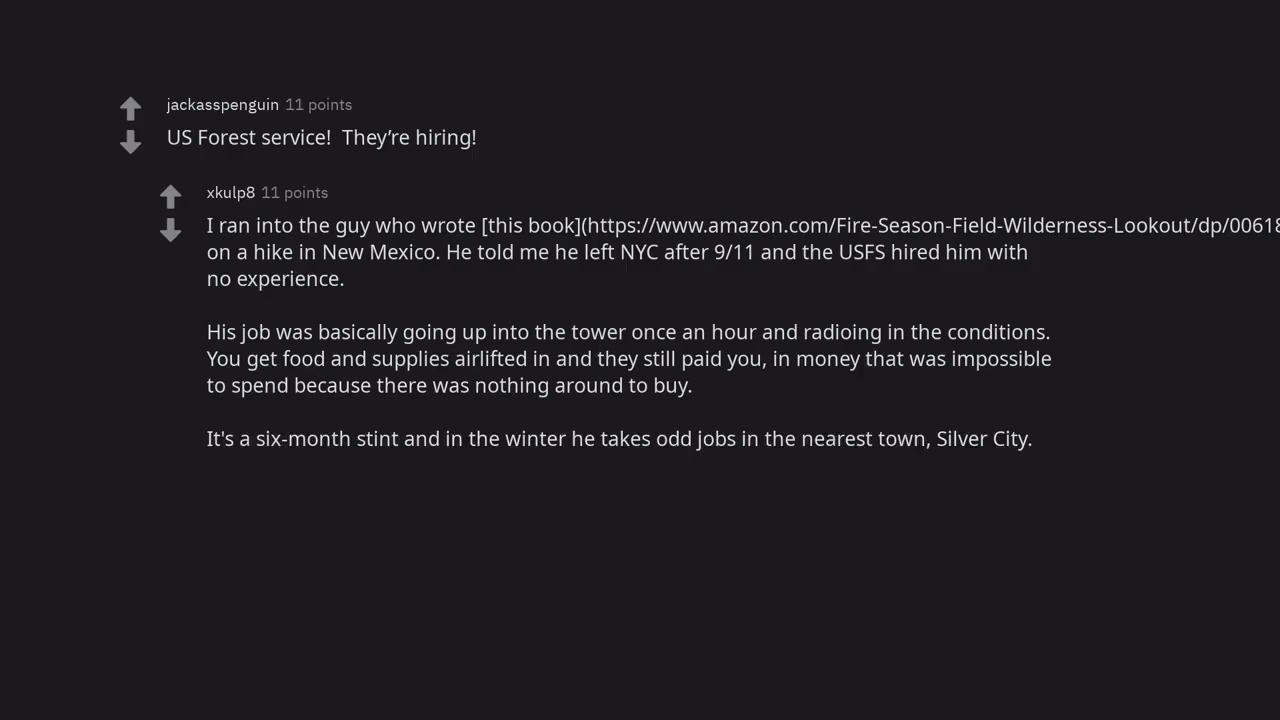 jackasspenguin 11 points
US Forest service!  They’re hiring!
xkulp8 11 points
I ran into the guy who wrote [this book](https://www.amazon.com/Fire-Season-Field-Wilderness-Lookout/dp/00618
on a hike in New Mexico. He told me he left NYC after 9/11 and the USFS hired him with
no experience.
His job was basically going up into the tower once an hour and radioing in the conditions.
You get food and supplies airlifted in and they still paid you, in money that was impossible
to spend because there was nothing around to buy.
It's a six-month stint and in the winter he takes odd jobs in the nearest town, Silver City.